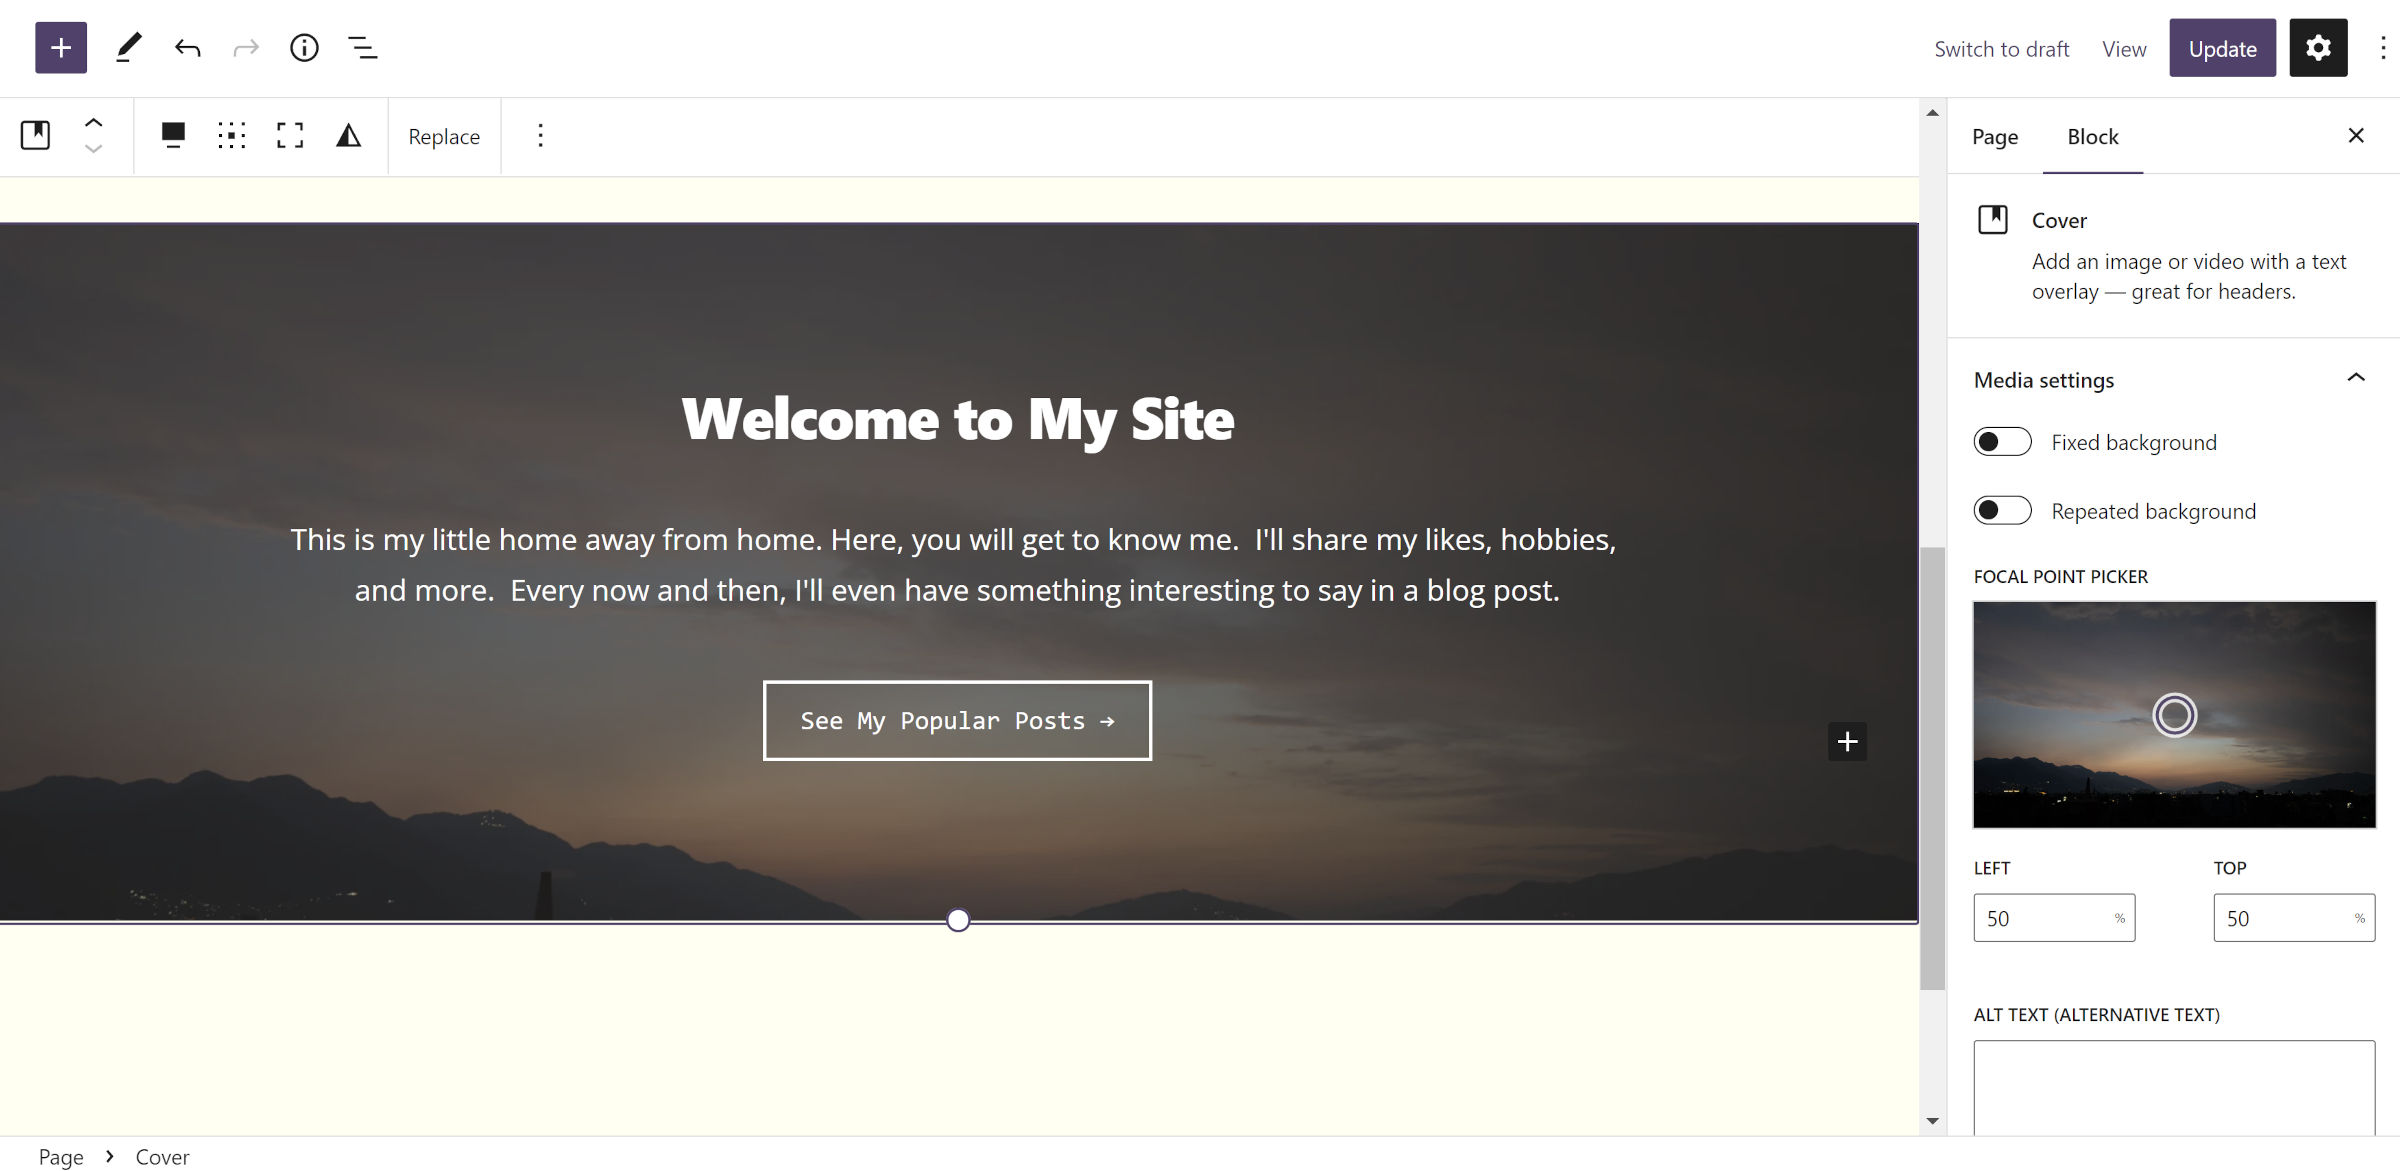 Switch to draft View Update
Replace
Page Block
Cover
Add an image or video with a text
overlay — great for headers.
Media settings
Fixed background
Repeated background
FOCAL POINT PICKER
LEFT TOP
50 % 50 %
ALT TEXT (ALTERNATIVE TEXT)
Welcome to My Site
This is my little home away from home. Here, you will get to know me.  I'll share my likes, hobbies,
and more.  Every now and then, I'll even have something interesting to say in a blog post.
See My Popular Posts →
Page > Cover